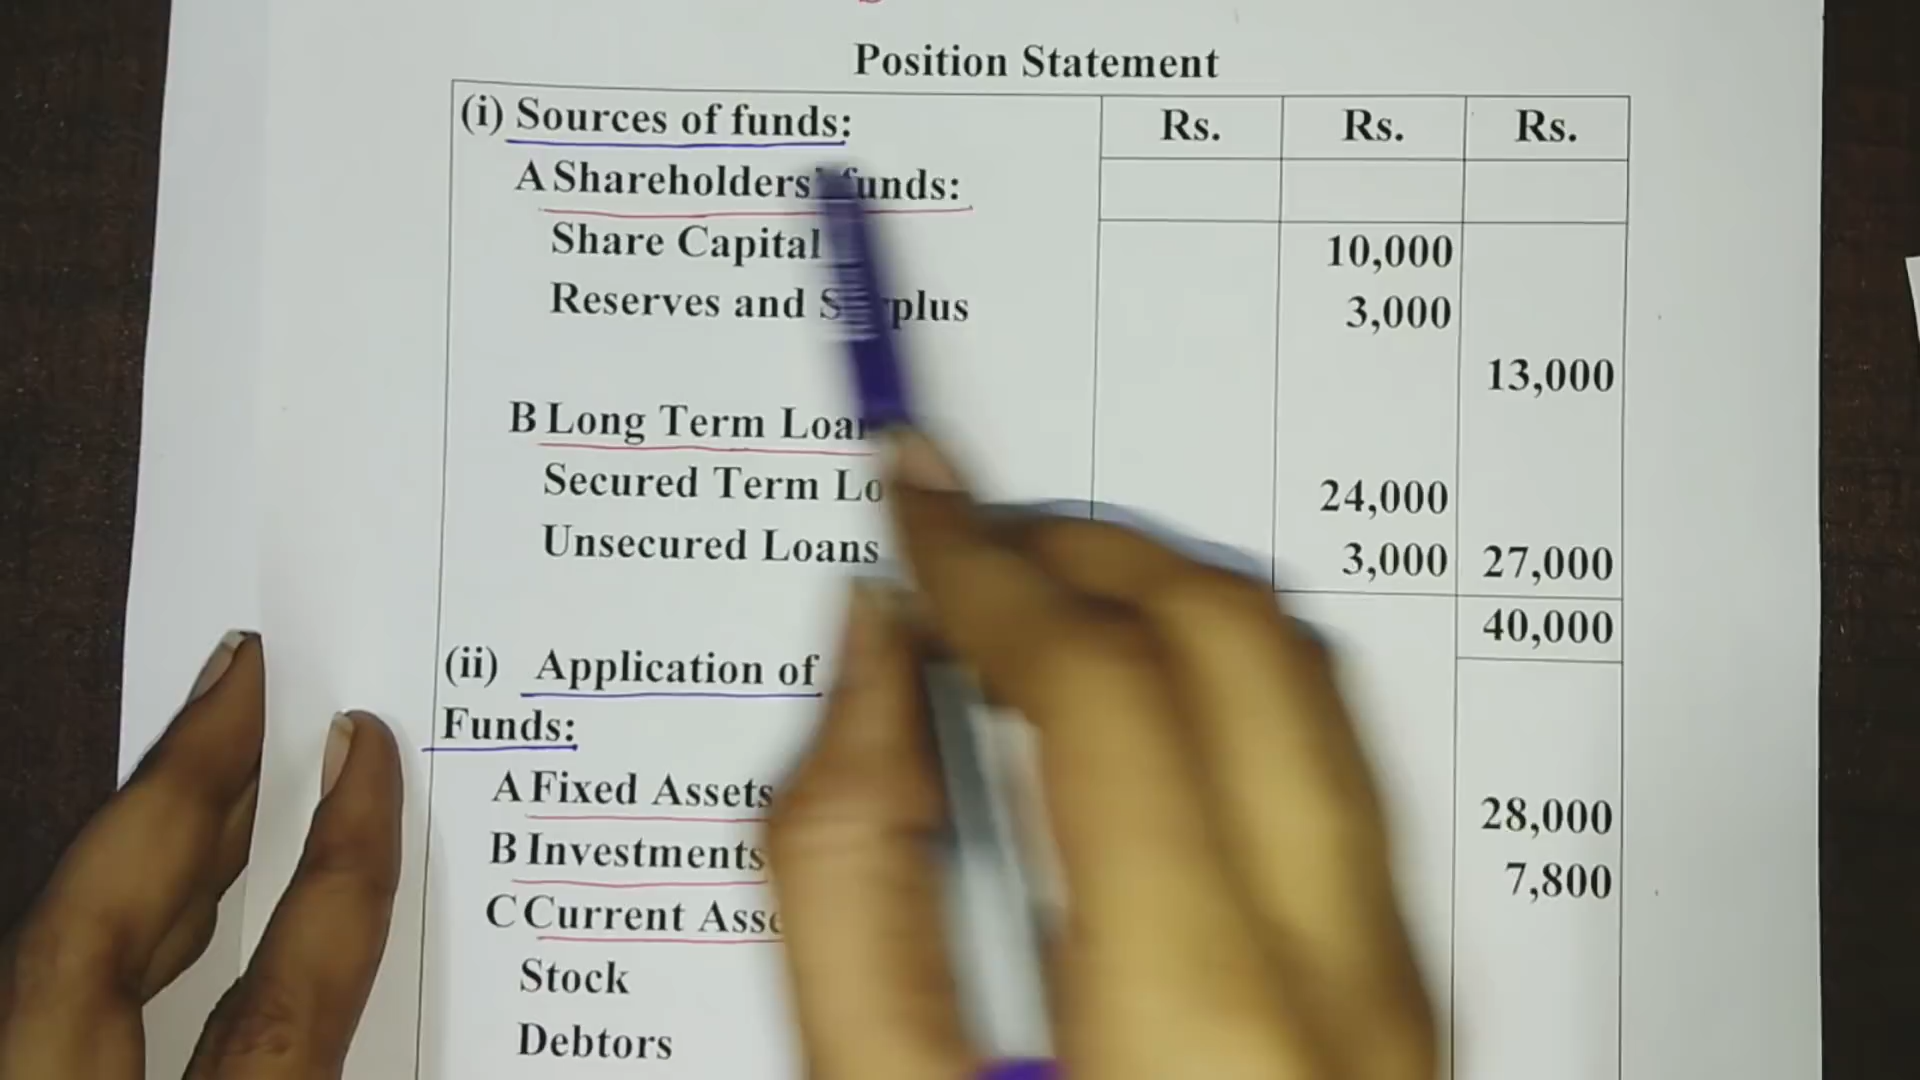 Position Statement
(i) Sources of funds: Rs. Rs. Rs.
A Shareholders' funds:
Share Capital 10,000
Reserves and Surplus 3,000
13,000
B Long Term
Secured Term 24,000
Unsecured Loans 3,000 27,000
40,000
(ii) Application of
Funds:
A Fixed Assets 28,000
B Investments 7,800
C Current
Stock
Debtors